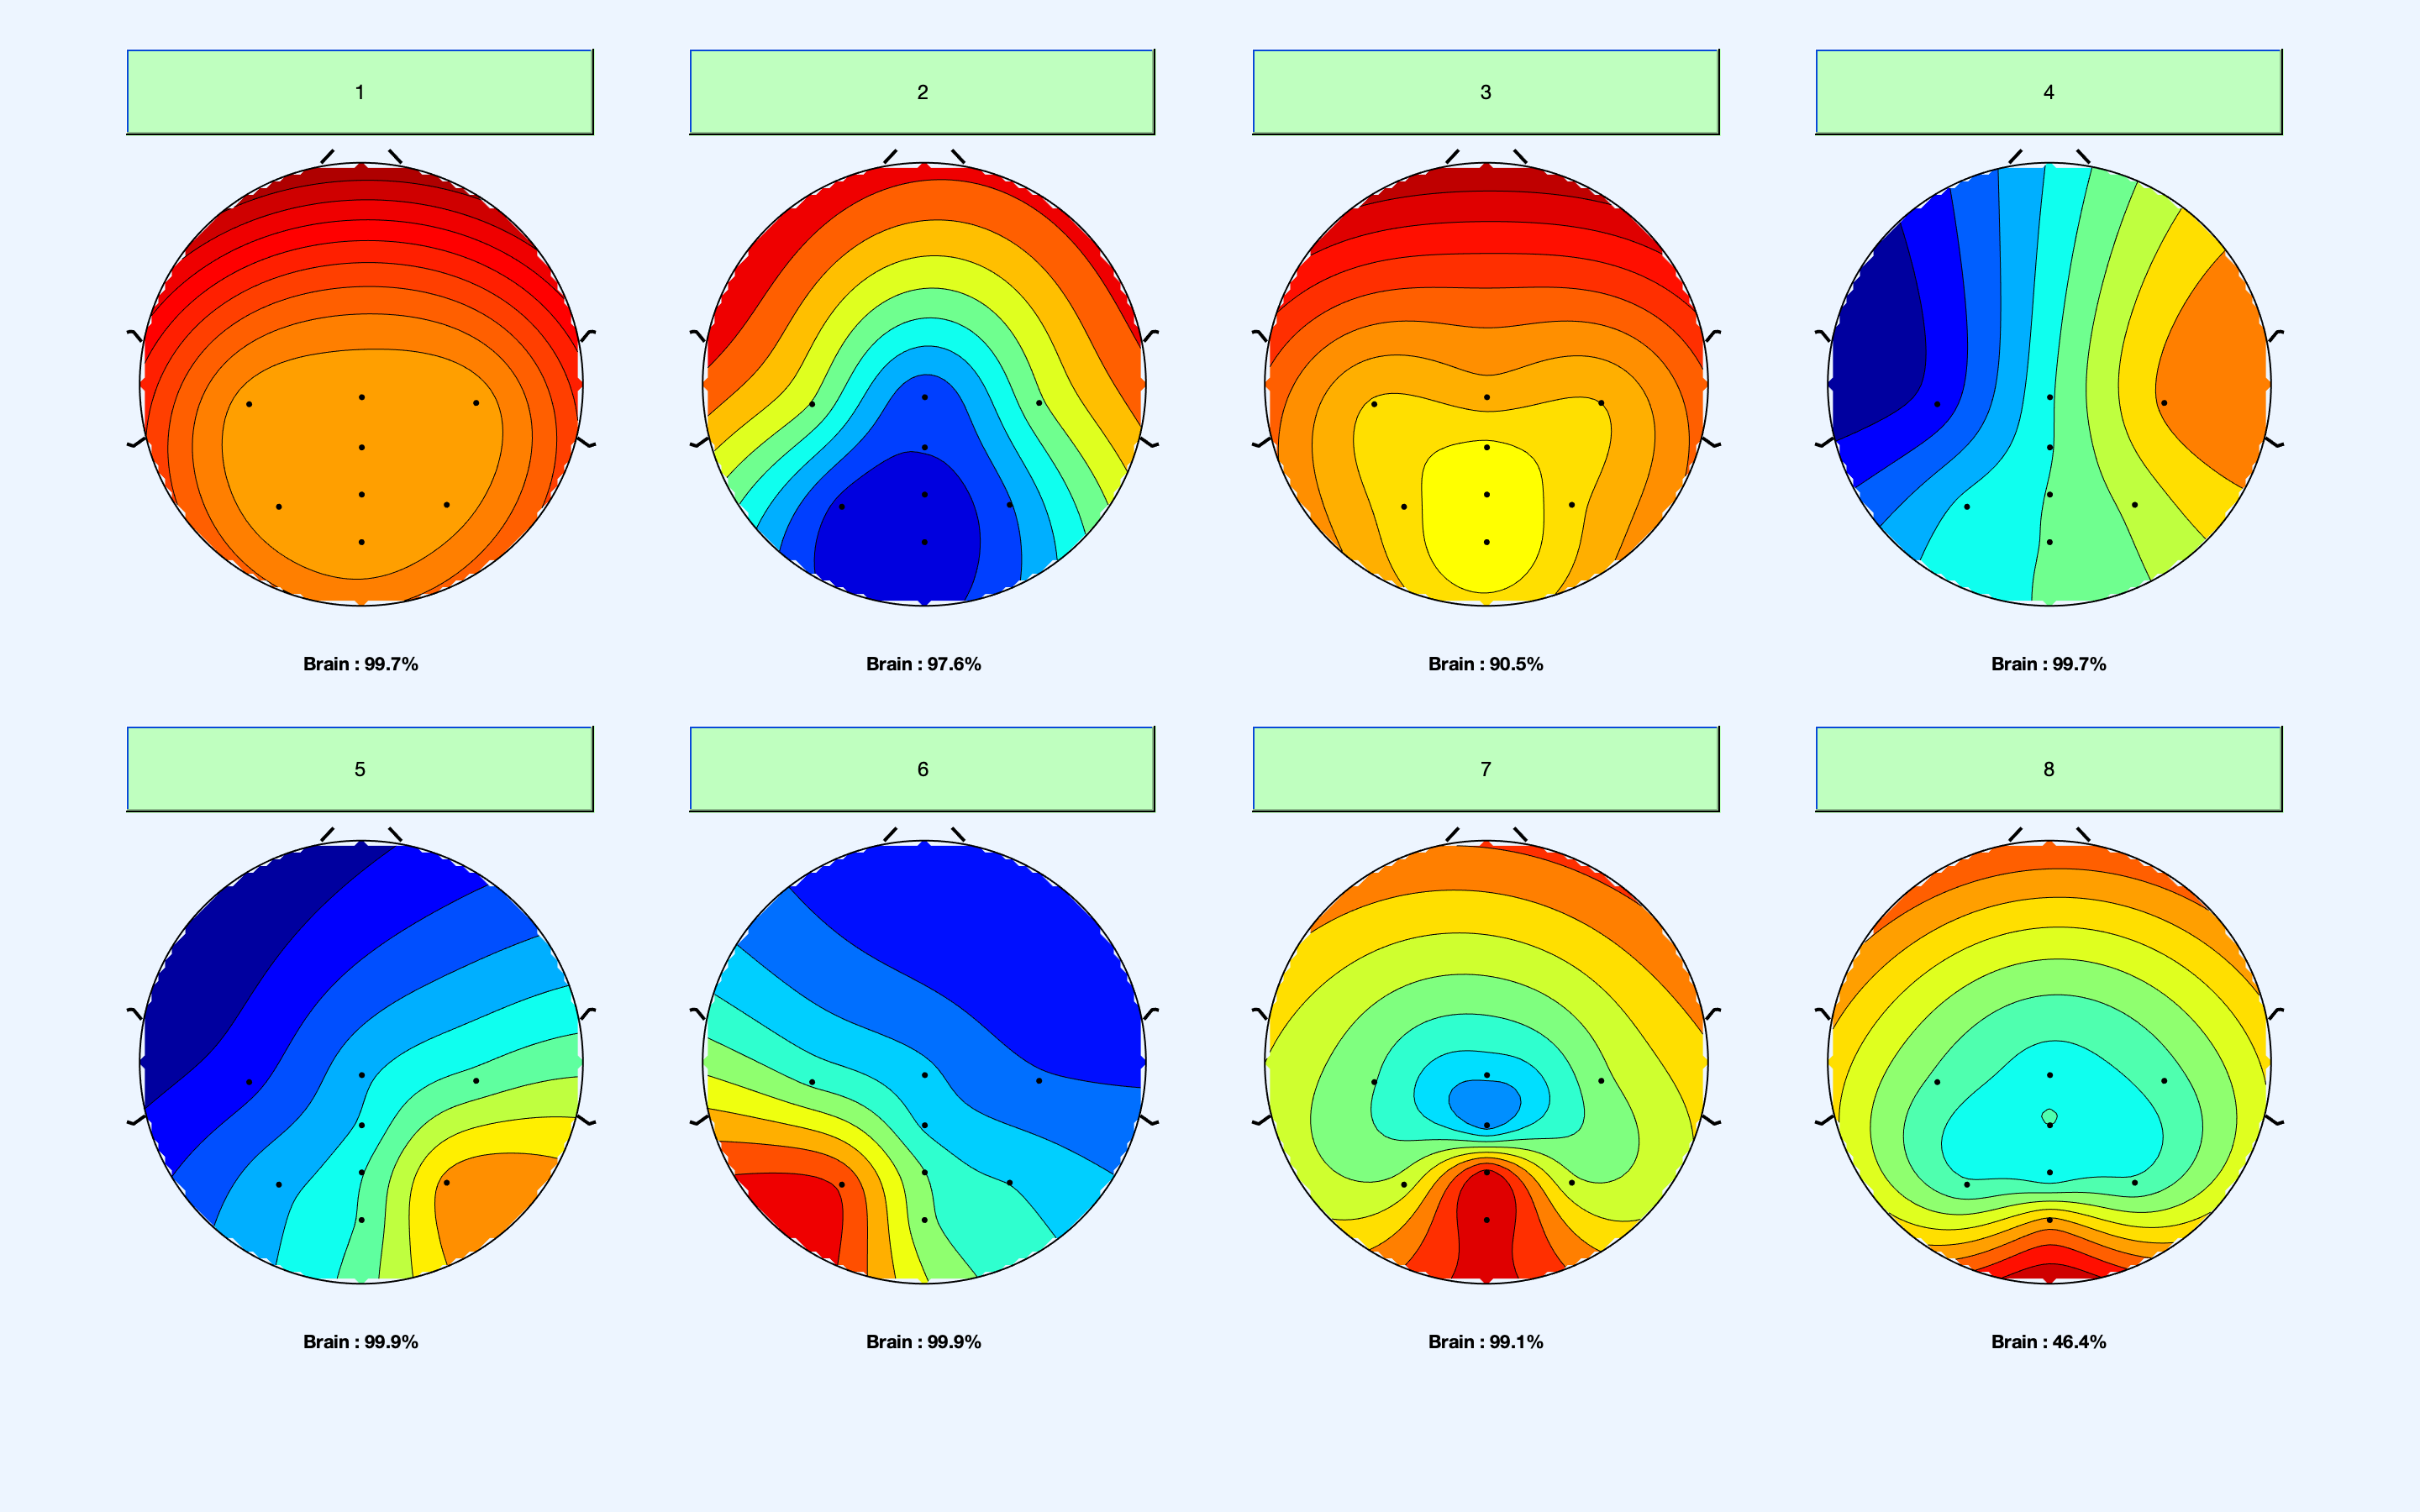 1
2
3
4
Brain : 99.7%
Brain : 97.6%
Brain : 90.5%
Brain : 99.7%
5
6
7
8
Brain : 99.9%
Brain : 99.9%
Brain : 99.1%
Brain : 46.4%